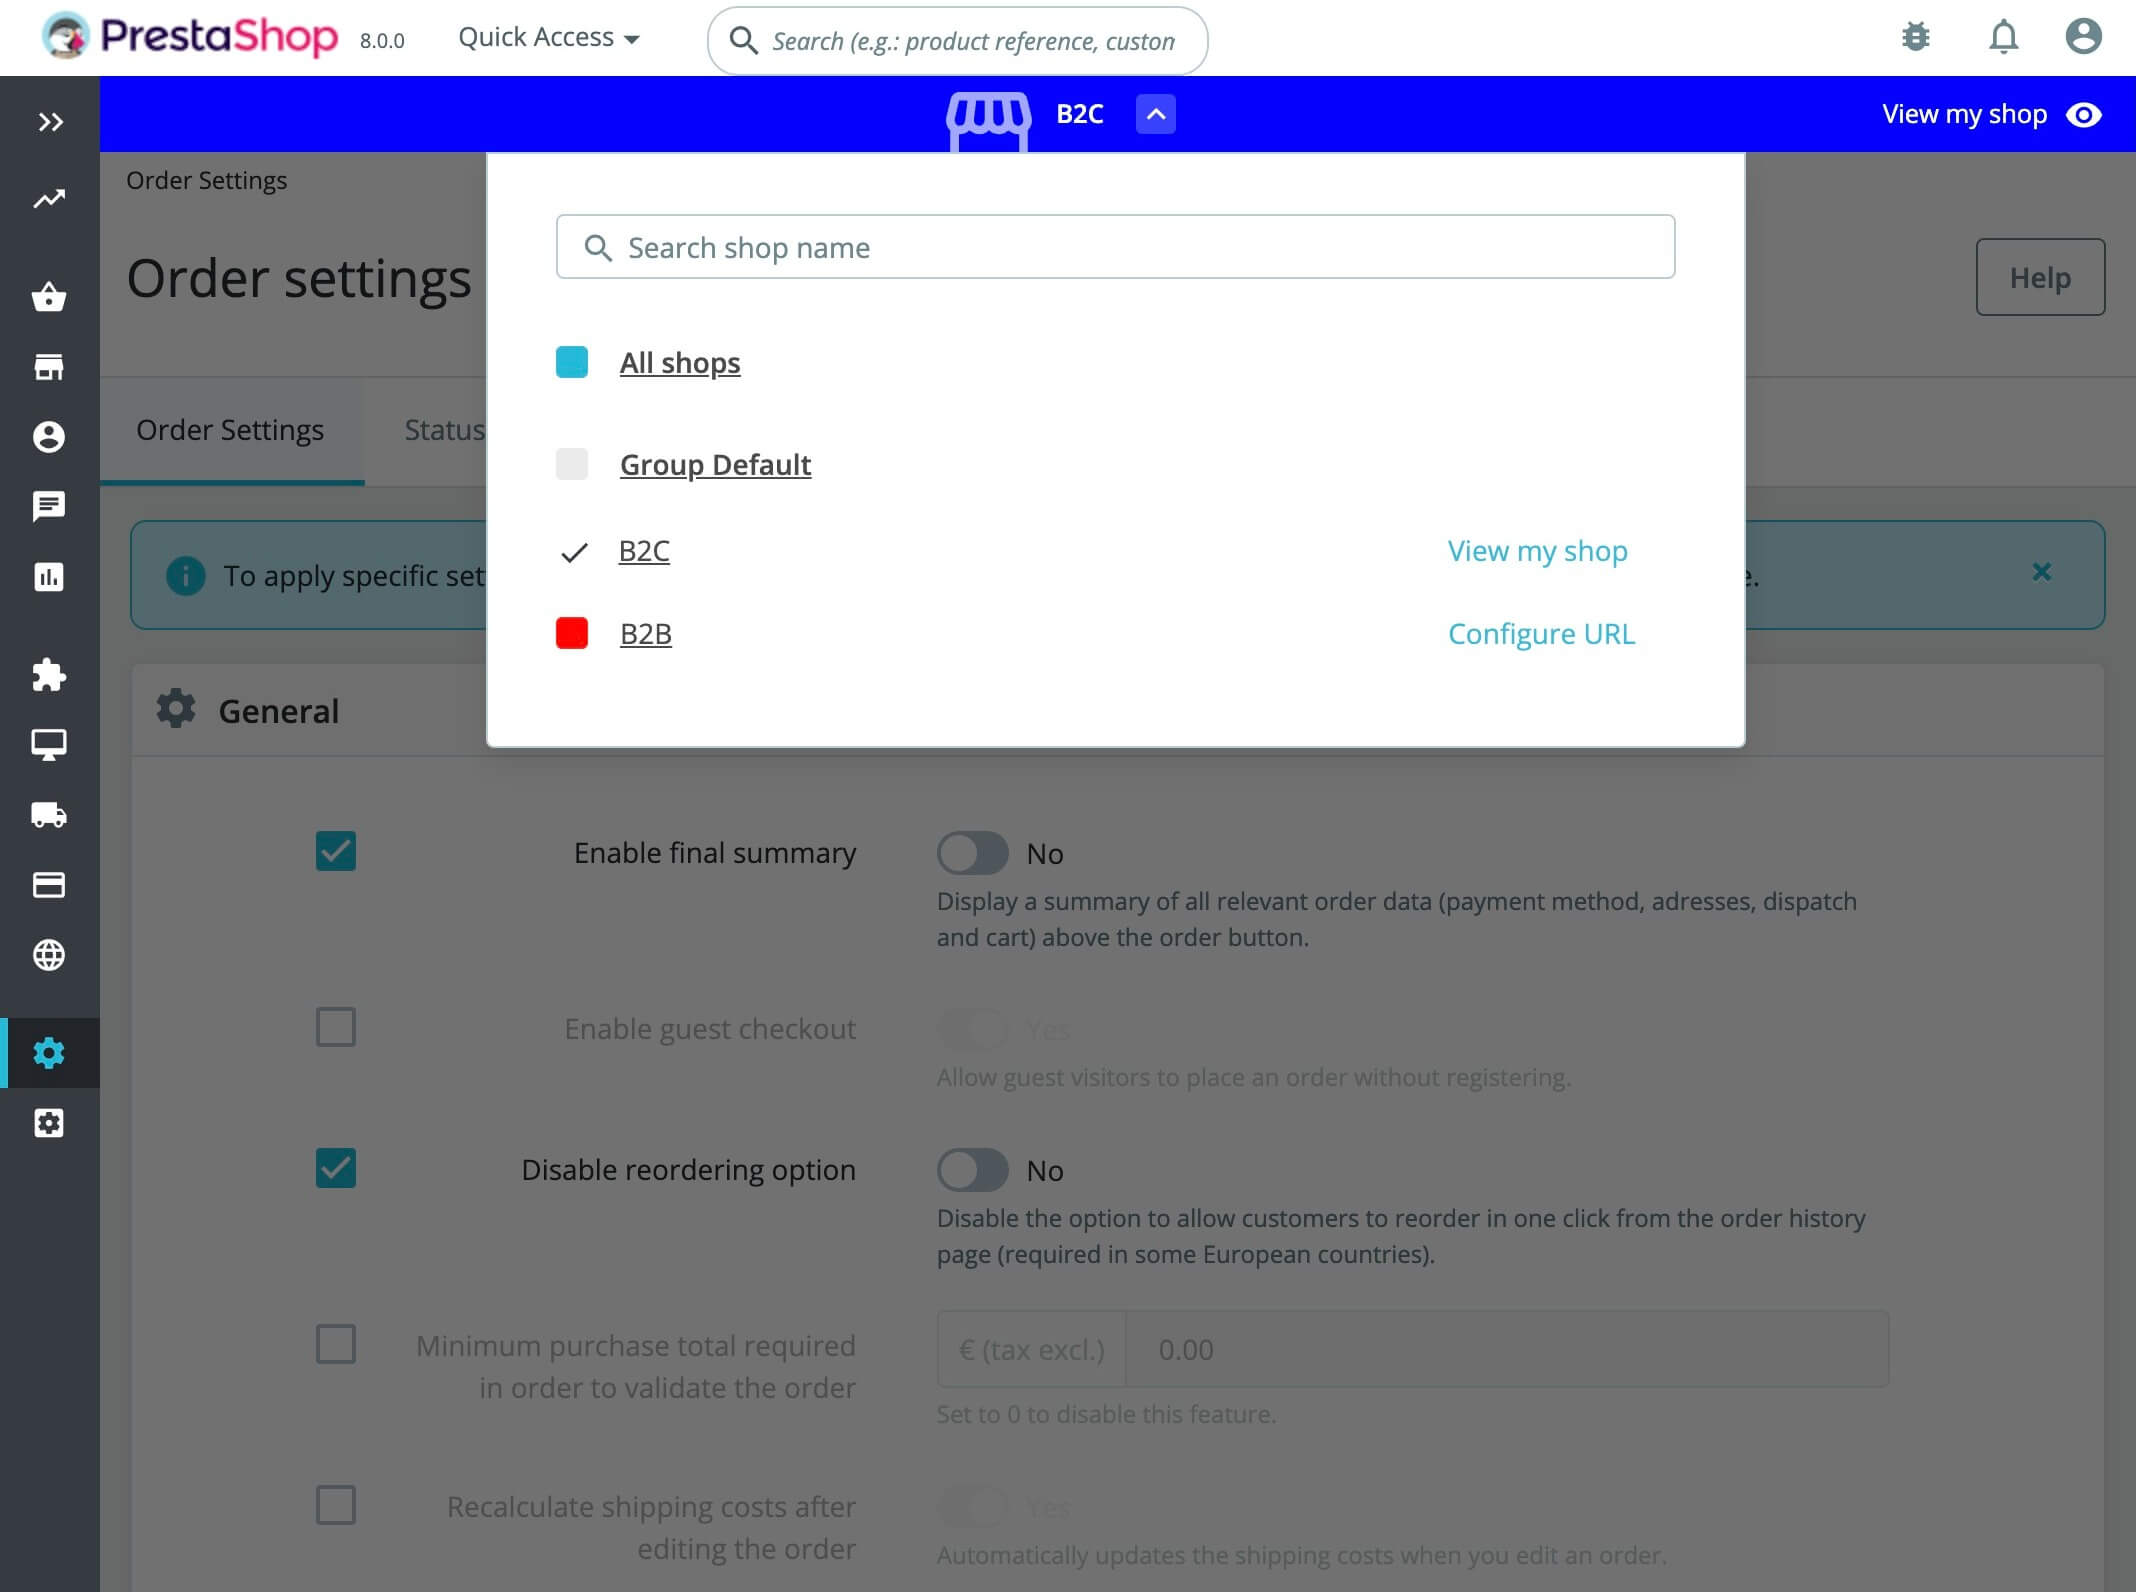 PrestaShop 8.0.0 Quick Access Search (e.g.: product reference, custon
B2C View my shop
Order Settings
Order settings
Help
Order Settings Status
Search shop name
All shops
Group Default
B2C View my shop
B2B Configure URL
To apply specific set e.
General
Enable final summary No
Display a summary of all relevant order data (payment method, adresses, dispatch
and cart) above the order button.
Enable guest checkout Yes
Allow guest visitors to place an order without registering.
Disable reordering option No
Disable the option to allow customers to reorder in one click from the order history
page (required in some European countries).
Minimum purchase total required
in order to validate the order
€ (tax excl.) 0.00
Set to 0 to disable this feature.
Recalculate shipping costs after
editing the order
Yes
Automatically updates the shipping costs when you edit an order.